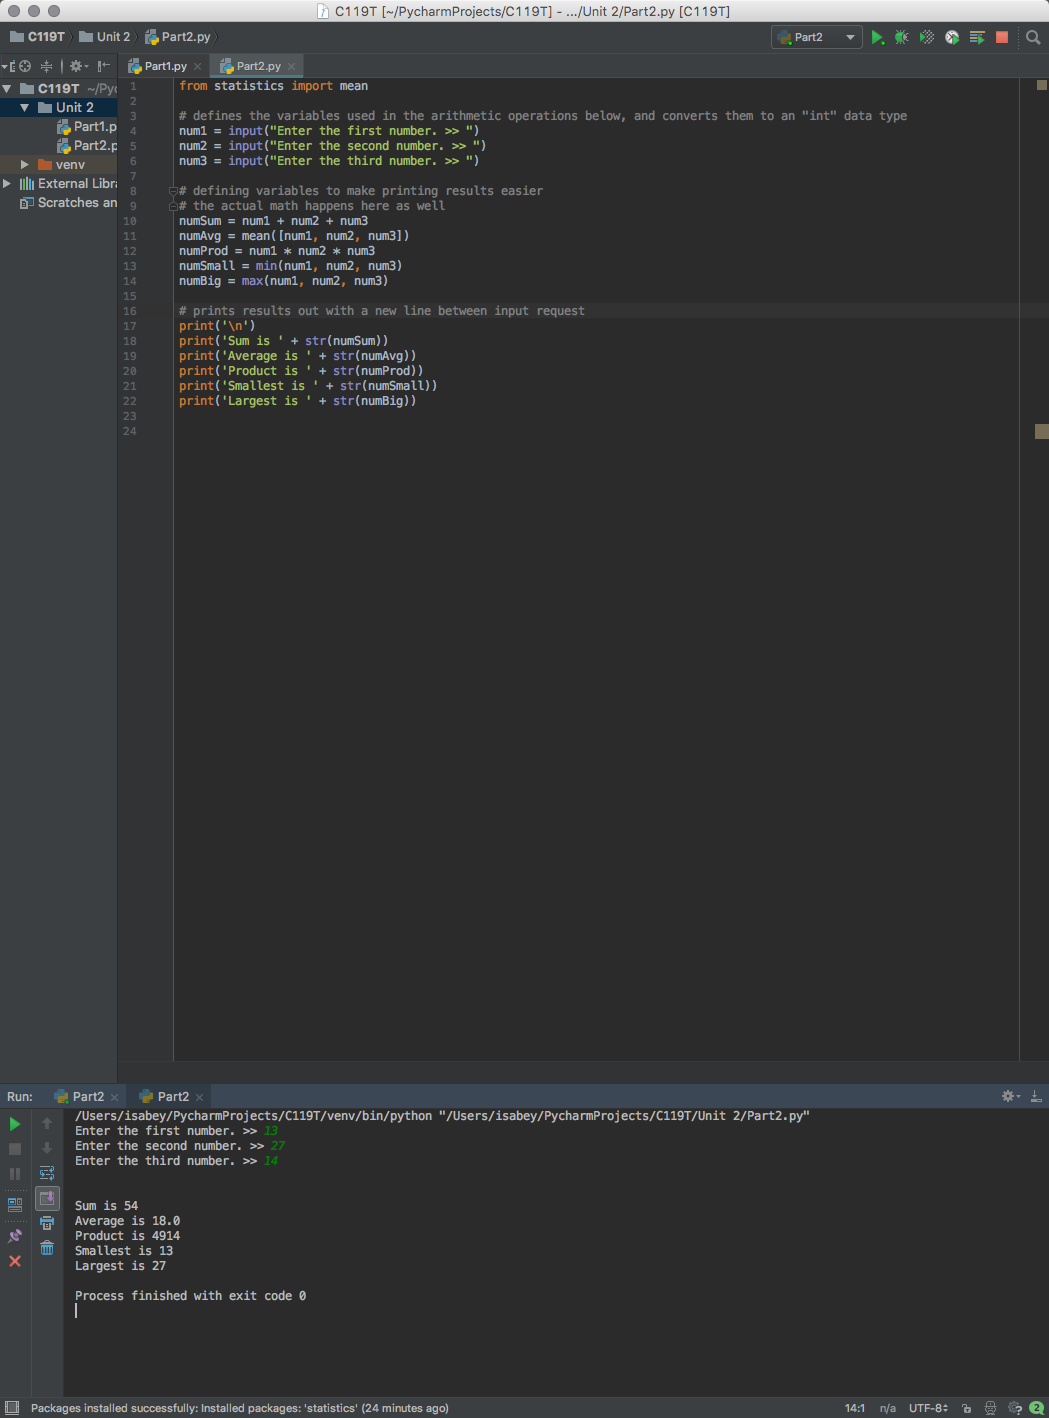 C119T [~/PycharmProjects/C119T] - .../Unit 2/Part2.py [C119T]
C119T Unit 2 Part2.py Part2
Part1.py Part2.py
C119T ~/Pyc
Unit 2
Part1.p
Part2.p
venv
External Libra
Scratches an
1 from statistics import mean
2
3 # defines the variables used in the arithmetic operations below, and converts them to an "int" data type
4 num1 = input("Enter the first number. >> ")
5 num2 = input("Enter the second number. >> ")
6 num3 = input("Enter the third number. >> ")
7
8 # defining variables to make printing results easier
9 # the actual math happens here as well
10 numSum = num1 + num2 + num3
11 numAvg = mean([num1, num2, num3])
12 numProd = num1 * num2 * num3
13 numSmall = min(num1, num2, num3)
14 numBig = max(num1, num2, num3)
15
16 # prints results out with a new line between input request
17 print('\n')
18 print('Sum is ' + str(numSum))
19 print('Average is ' + str(numAvg))
20 print('Product is ' + str(numProd))
21 print('Smallest is ' + str(numSmall))
22 print('Largest is ' + str(numBig))
23
24
Run: Part2 Part2
/Users/isabey/PycharmProjects/C119T/venv/bin/python "/Users/isabey/PycharmProjects/C119T/Unit 2/Part2.py"
Enter the first number. >> 13
Enter the second number. >> 27
Enter the third number. >> 14
Sum is 54
Average is 18.0
Product is 4914
Smallest is 13
Largest is 27
Process finished with exit code 0
Packages installed successfully: Installed packages: 'statistics' (24 minutes ago) 14:1 n/a UTF-8 2